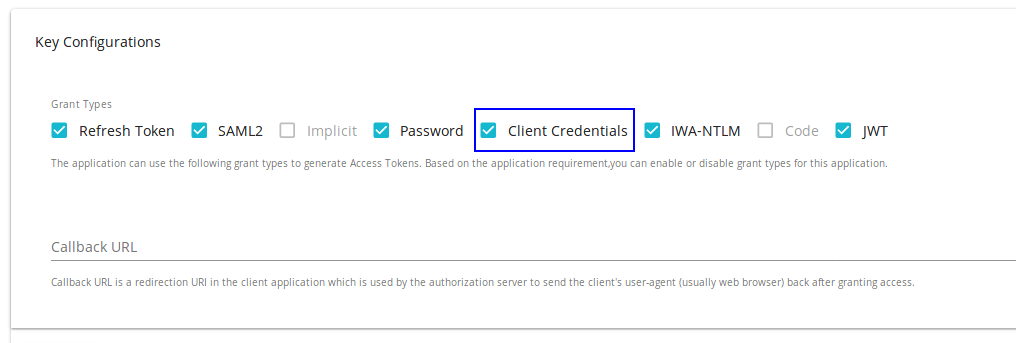 Key Configurations
Grant Types
Refresh Token SAML2 Implicit Password Client Credentials IWA-NTLM Code JWT
The application can use the following grant types to generate Access Tokens. Based on the application requirement,you can enable or disable grant types for this application.
Callback URL
Callback URL is a redirection URI in the client application which is used by the authorization server to send the client's user-agent (usually web browser) back after granting access.